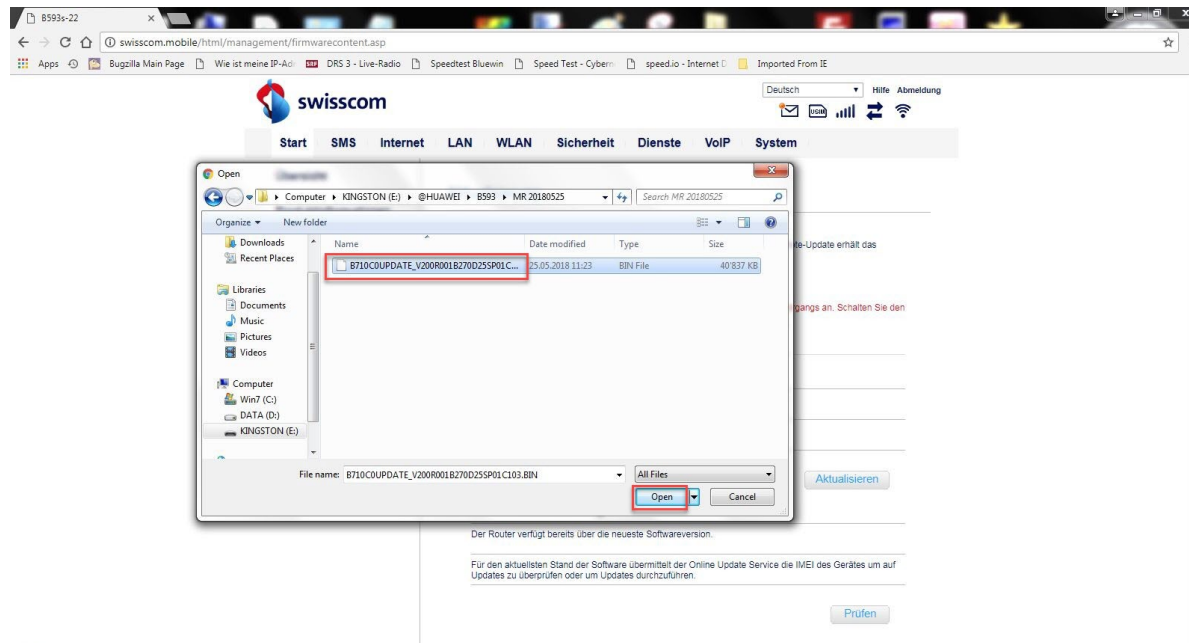 B593s-22
swisscom.mobile/html/management/firmwarecontent.asp
Apps Bugzilla Main Page Wie ist meine IP-Ad DRS 3 - Live-Radio Speedtest Bluewin Speed Test - Cybern speed.io - Internet Imported From IE
swisscom
Deutsch Hilfe Abmeldung
USIM
Start SMS Internet LAN WLAN Sicherheit Dienste VoIP System
Open
Computer KINGSTON (E:) @HUAWEI B593 MR 20180525 Search MR 20180525
Organize New folder
Name Date modified Type Size
Downloads
B710C0UPDATE_V200R001B270D25SP01C... 25.05.2018 11:23 BIN File 40'837 KB
Recent Places
Libraries
Documents
Music
Pictures
Videos
Computer
Win7 (C:)
DATA (D:)
KINGSTON (E:)
te-Update erhält das
gangs an. Schalten Sie den
File name: B710C0UPDATE_V200R001B270D25SP01C103.BIN All Files
Open Cancel
Aktualisieren
Der Router verfügt bereits über die neueste Softwareversion.
Für den aktuellsten Stand der Software übermittelt der Online Update Service die IMEI des Gerätes um auf
Updates zu überprüfen oder um Updates durchzuführen.
Prüfen